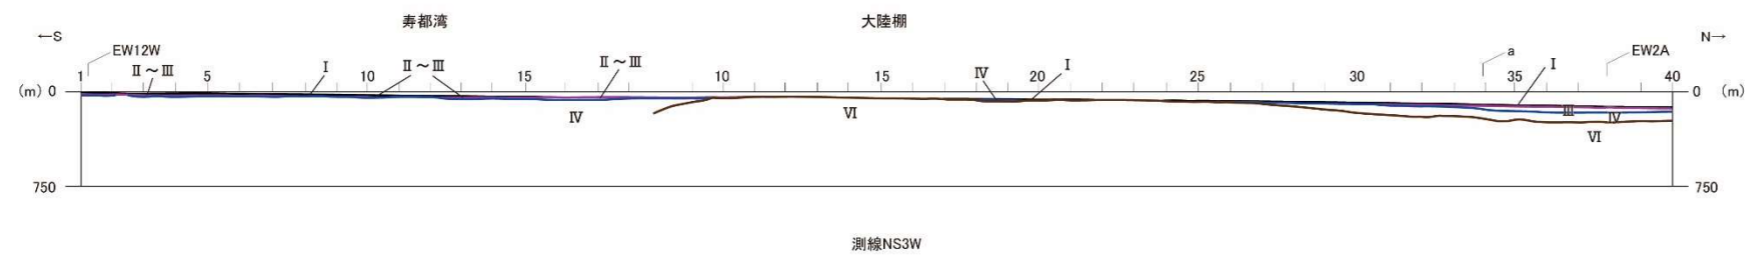 寿都湾 大陸棚
←S N→
EW12W a EW2A
Ⅱ～Ⅲ Ⅰ Ⅱ～Ⅲ Ⅱ～Ⅲ Ⅳ Ⅰ Ⅰ
1 5 10 15 10 15 20 25 30 35 40
(m) 0 0 (m)
Ⅳ Ⅵ Ⅲ Ⅳ
Ⅵ
750 750
測線NS3W